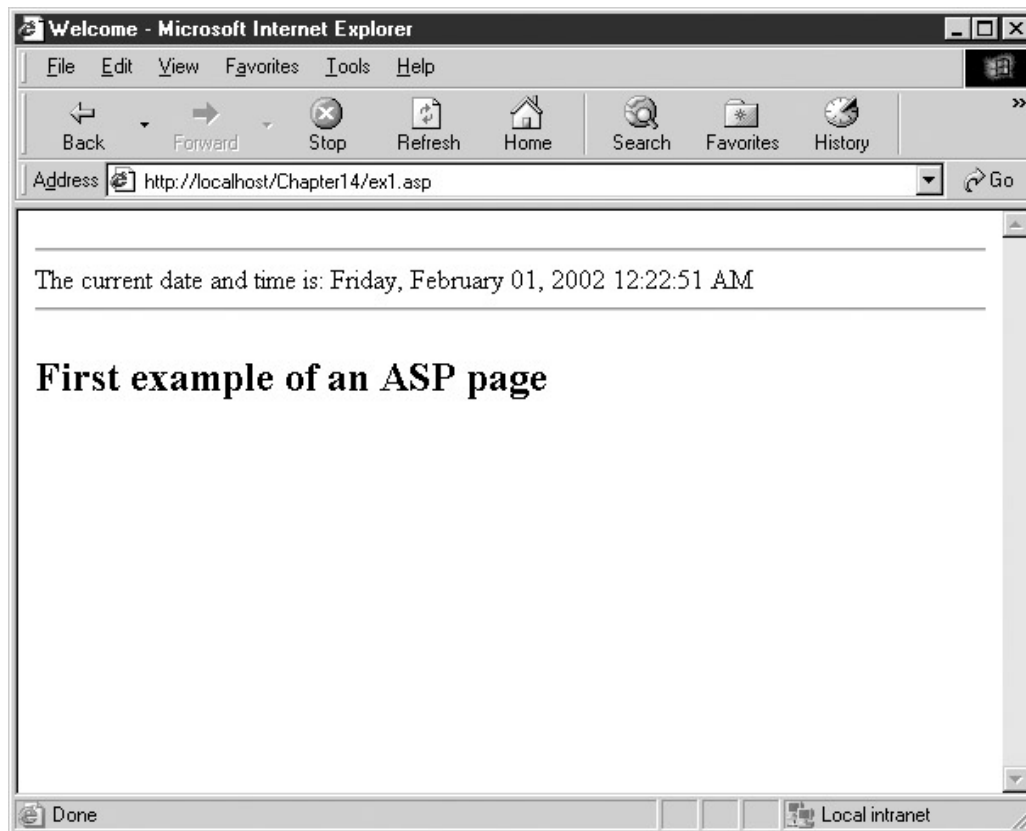 Welcome - Microsoft Internet Explorer
File Edit View Favorites Tools Help
Back Forward Stop Refresh Home Search Favorites History »
Address http://localhost/Chapter14/ex1.asp Go
The current date and time is: Friday, February 01, 2002 12:22:51 AM
First example of an ASP page
Done Local intranet